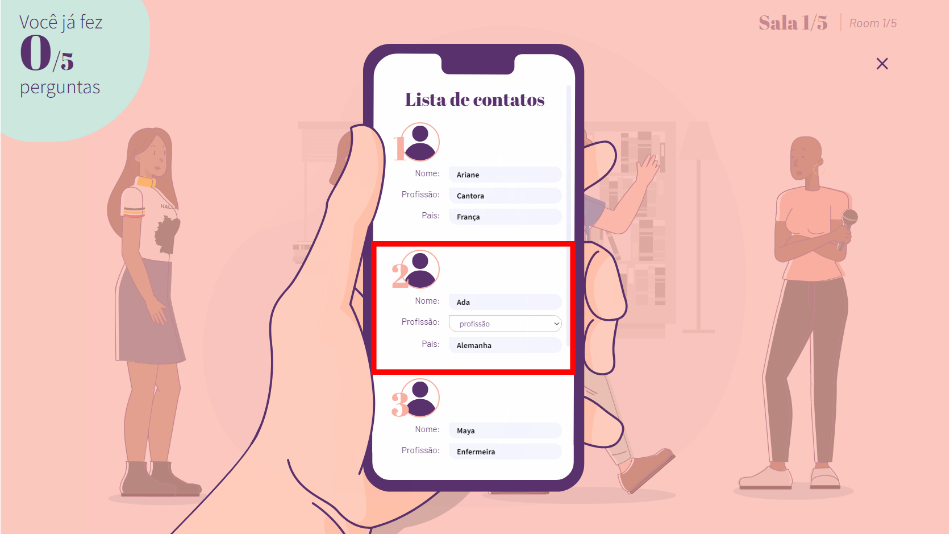 Você já fez
0/5
perguntas
Sala 1/5 | Room 1/5
Lista de contatos
1
Nome: Ariane
Profissão: Cantora
País: França
2
Nome: Ada
Profissão: profissão
País: Alemanha
3
Nome: Maya
Profissão: Enfermeira